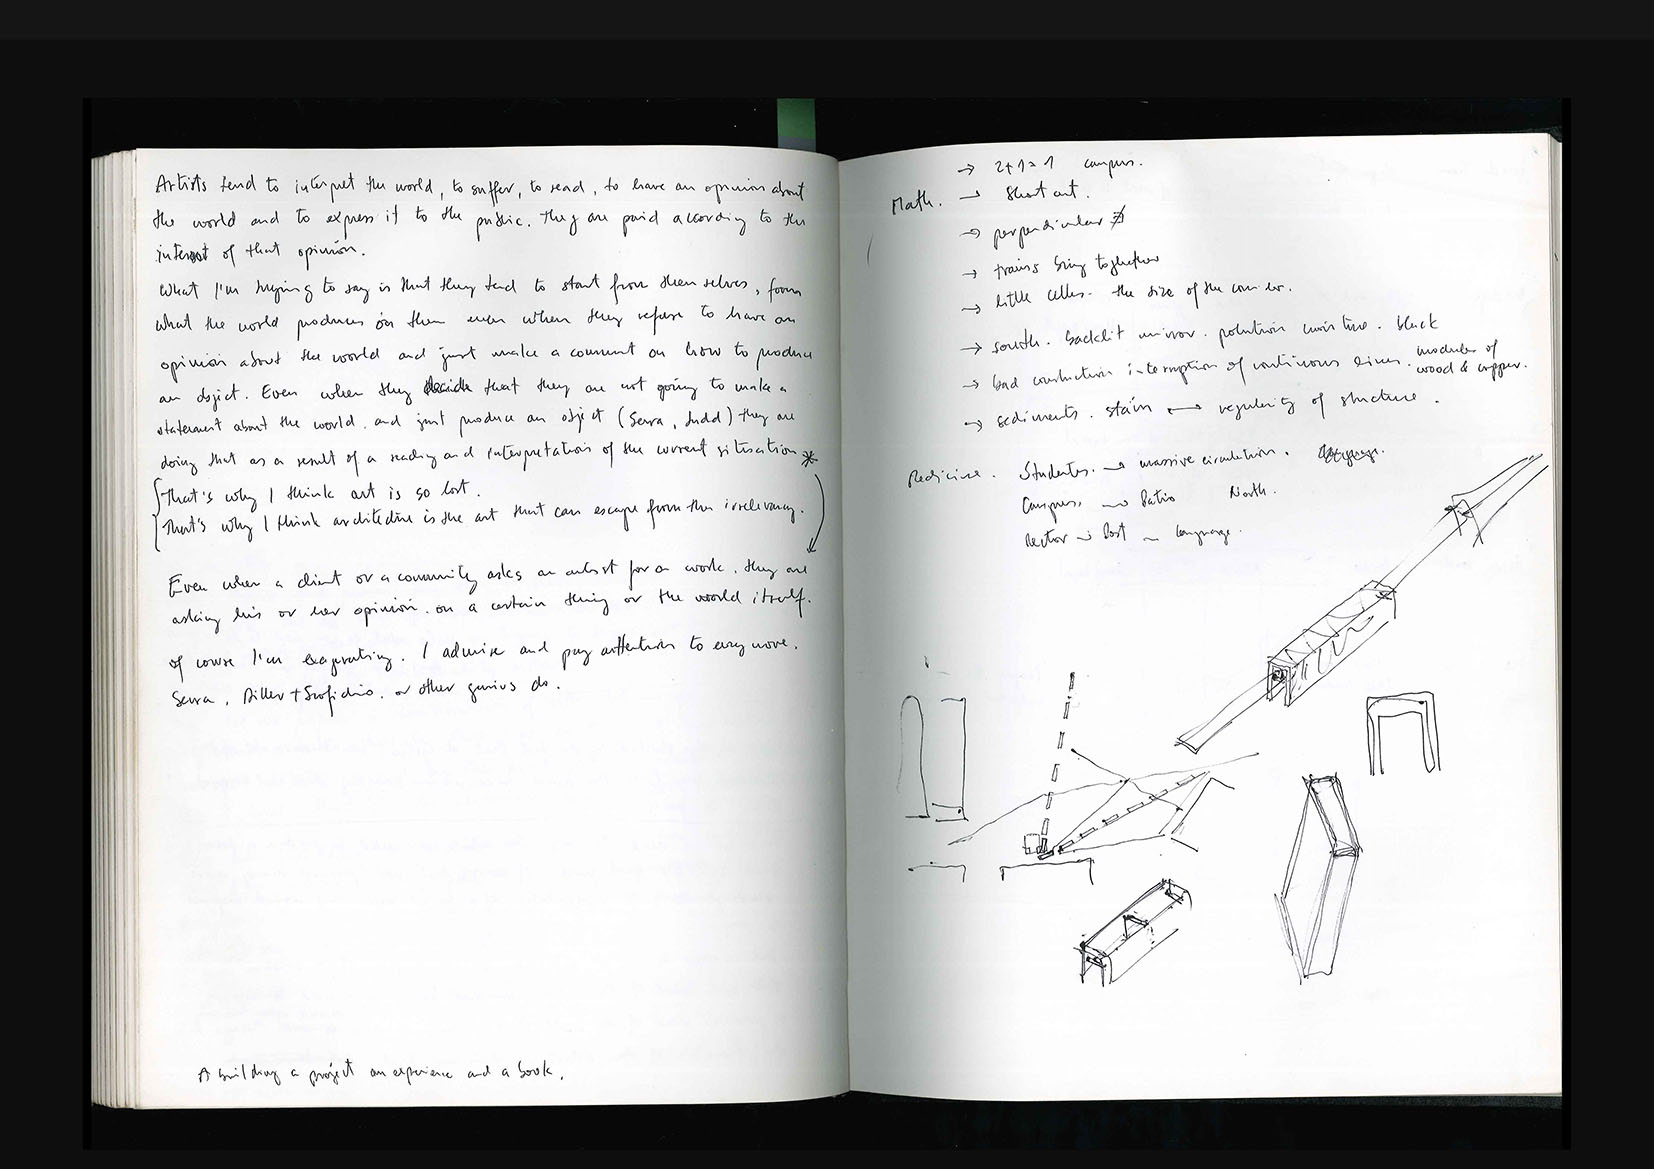 Artists tend to interpret the world, to suffer, to read, to have an opinion about
the world and to express it to the public. They are paid according to the
interest of that opinion.
What I'm trying to say is that they tend to start from themselves, from
what the world produces on them even when they refuse to have an
opinion about the world and just make a comment on how to produce
an object. Even when they decide that they are not going to make a
statement about the world. and just produce an object (Serra, Judd) they are
doing that as a result of a reading and interpretation of the current situation *
That's why I think art is so lost.
That's why I think architecture is the art that can escape from this irrelevancy.
Even when a client or a community asks an artist for a work. they are
asking his or her opinion. on a certain thing or the world itself.
of course I'm exagerating. I admire and pay attention to every move.
Serra, Diller + Scofidio. or other genius do.
A building a project an experience and a book.
→ 2+1=1 campus.
Math. → Short cut.
→ perpendicular
→ trains bring toghether
→ little cells. the size of the corridor.
→ south. backlit mirror. pollution moisture. black
→ bad construction interruption of continuous lines. modules of
wood & copper.
→ sediments. stain ↔ regularity of structure.
Medicine. Students. → massive circulation.
Campus → Patio North.
Rector → Post language.